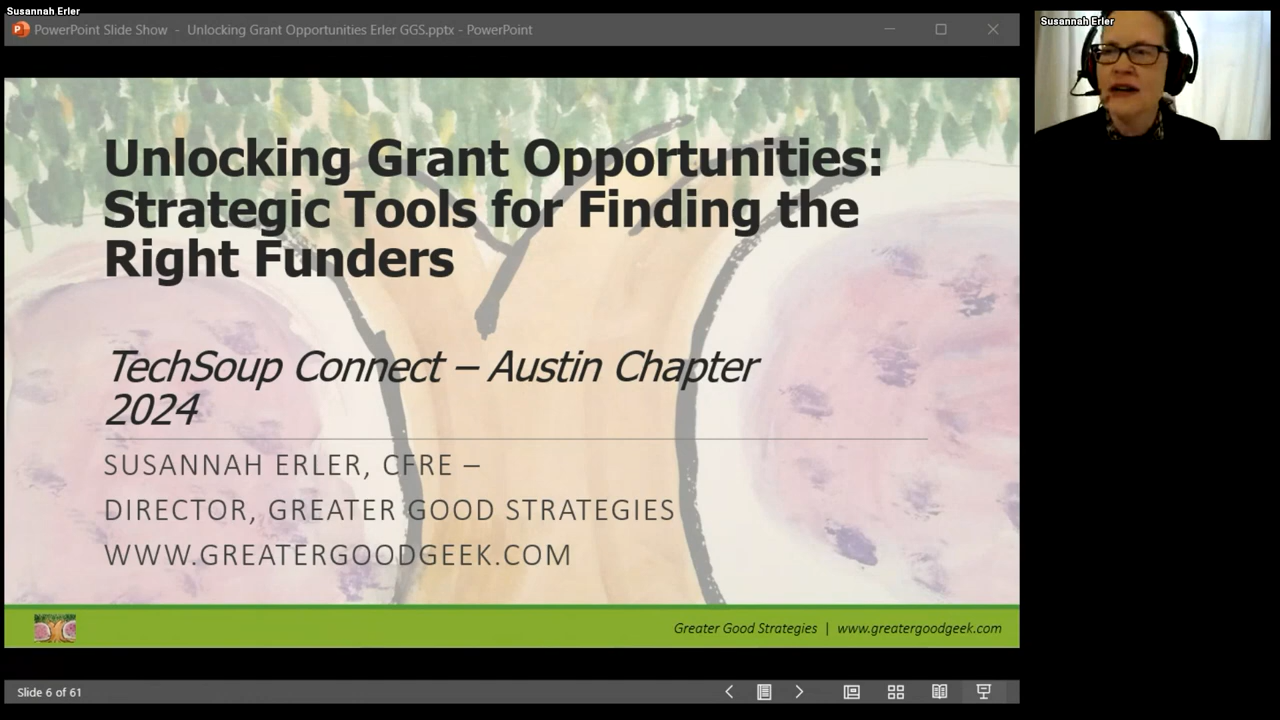 Susannah Erler
PowerPoint Slide Show - Unlocking Grant Opportunities Erler GGS.pptx - PowerPoint
Susannah Erler
Unlocking Grant Opportunities:
Strategic Tools for Finding the
Right Funders
TechSoup Connect – Austin Chapter
2024
SUSANNAH ERLER, CFRE –
DIRECTOR, GREATER GOOD STRATEGIES
WWW.GREATERGOODGEEK.COM
Greater Good Strategies | www.greatergoodgeek.com
Slide 6 of 61